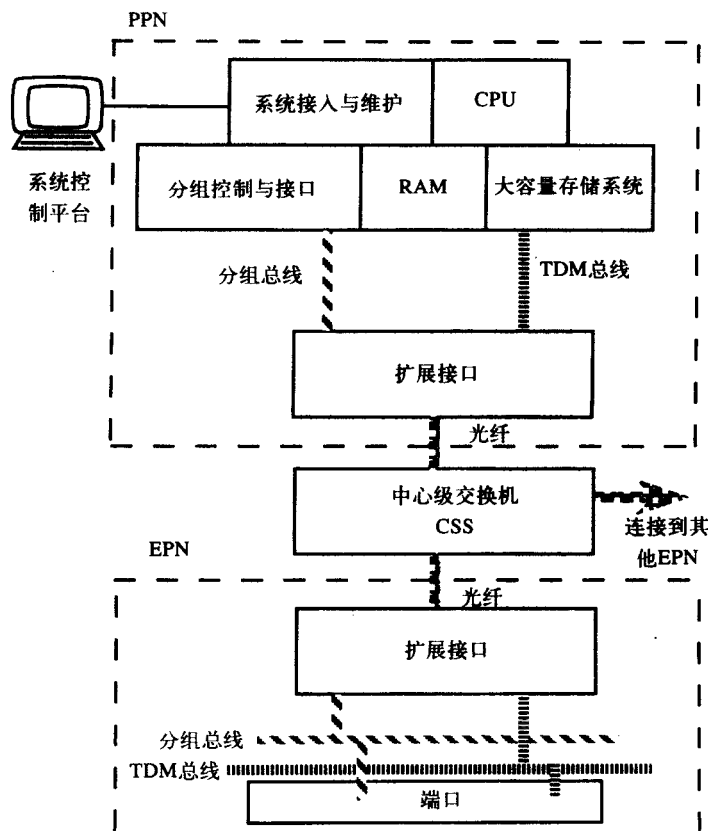 PPN
系统接入与维护
CPU
系统控
制平台
分组控制与接口
RAM
大容量存储系统
分组总线
TDM总线
扩展接口
光纤
中心级交换机
CSS
连接到其
他EPN
EPN
光纤
扩展接口
分组总线
TDM总线
端口